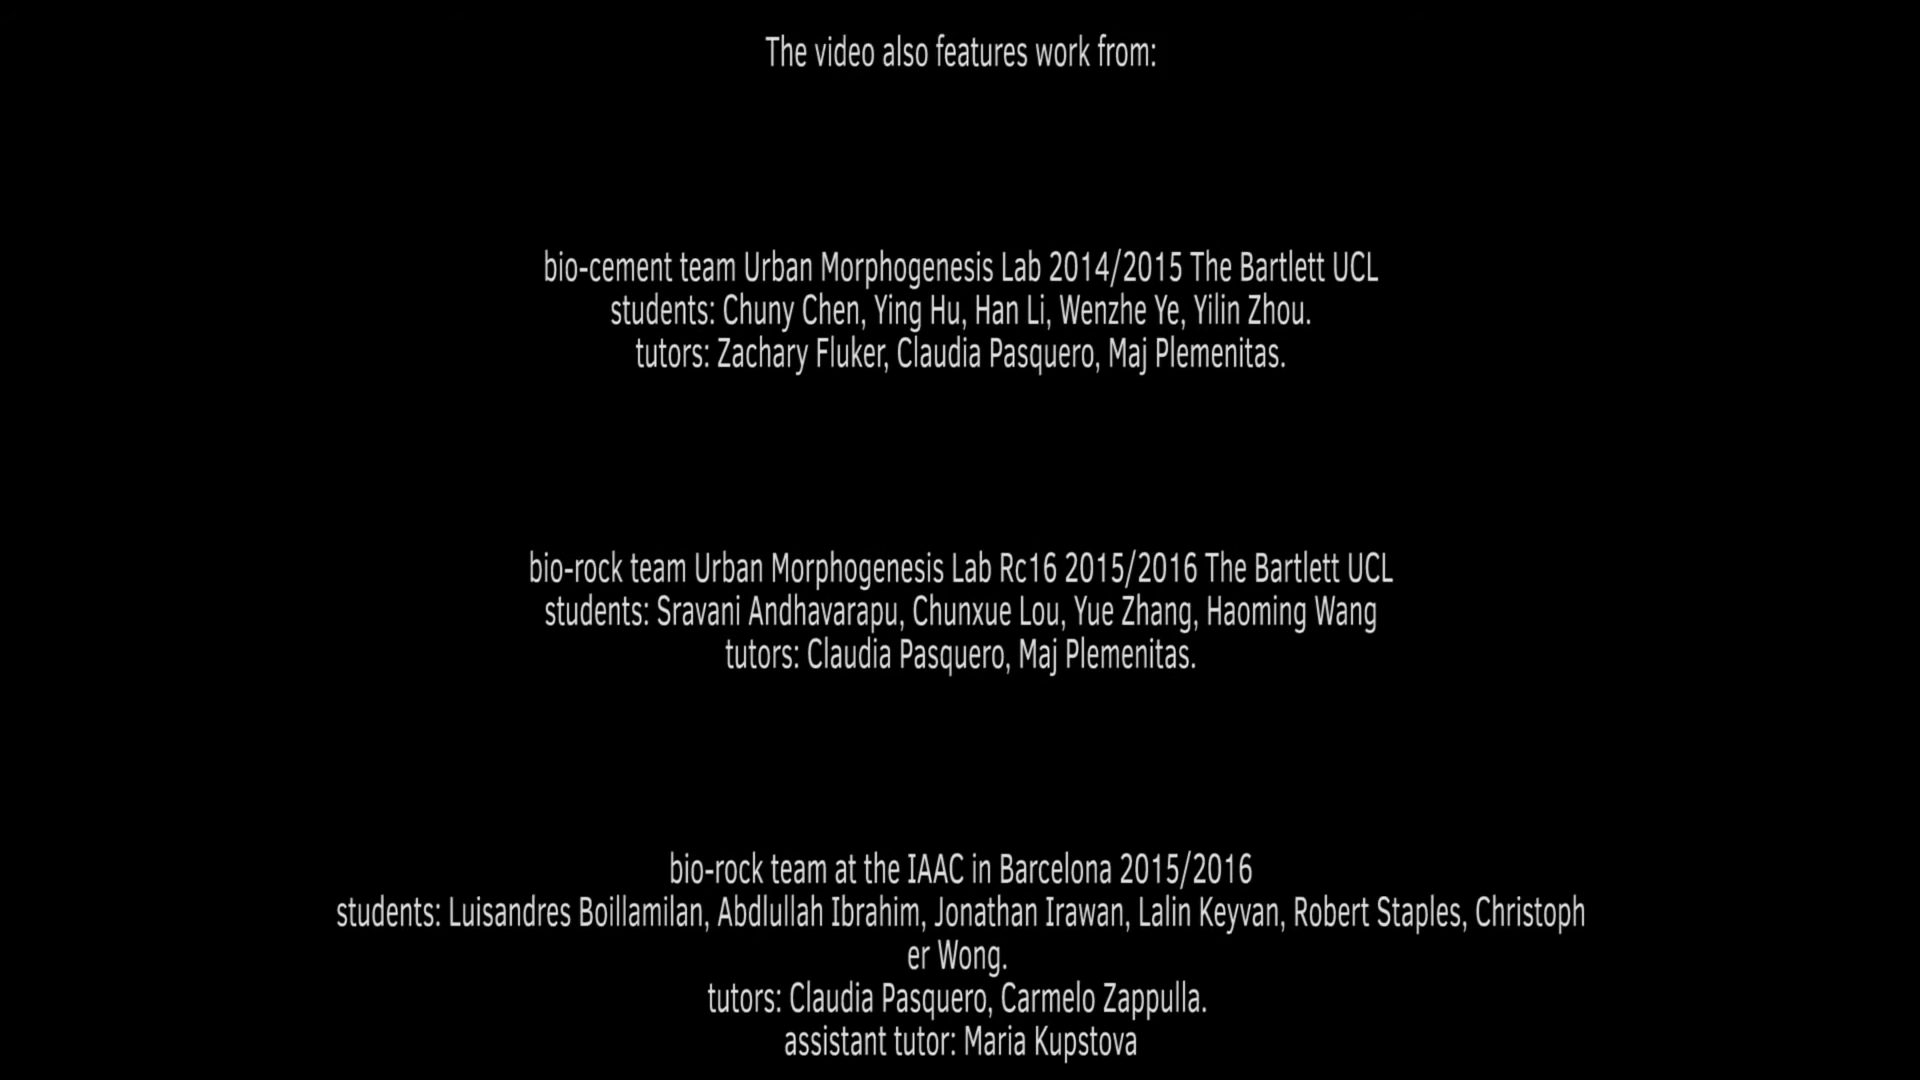 The video also features work from:
bio-cement team Urban Morphogenesis Lab 2014/2015 The Bartlett UCL
students: Chuny Chen, Ying Hu, Han Li, Wenzhe Ye, Yilin Zhou.
tutors: Zachary Fluker, Claudia Pasquero, Maj Plemenitas.
bio-rock team Urban Morphogenesis Lab Rc16 2015/2016 The Bartlett UCL
students: Sravani Andhavarapu, Chunxue Lou, Yue Zhang, Haoming Wang
tutors: Claudia Pasquero, Maj Plemenitas.
bio-rock team at the IAAC in Barcelona 2015/2016
students: Luisandres Boillamilan, Abdlullah Ibrahim, Jonathan Irawan, Lalin Keyvan, Robert Staples, Christoph
er Wong.
tutors: Claudia Pasquero, Carmelo Zappulla.
assistant tutor: Maria Kupstova